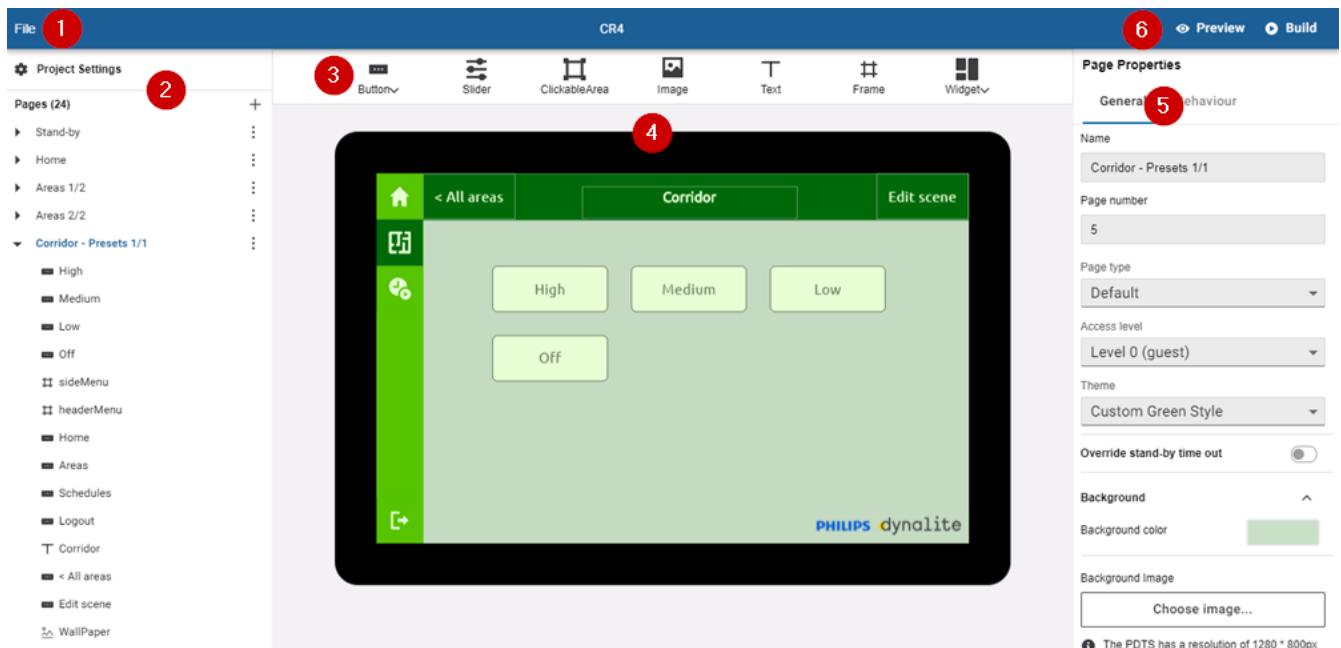 File 1 CR4 6 Preview Build
Project Settings
2
Pages (24) +
Stand-by
Home
Areas 1/2
Areas 2/2
Corridor - Presets 1/1
High
Medium
Low
Off
sideMenu
headerMenu
Home
Areas
Schedules
Logout
Corridor
< All areas
Edit scene
WallPaper
3
Button Slider ClickableArea Image Text Frame Widget
4
< All areas Corridor Edit scene
High Medium Low
Off
PHILIPS dynalite
Page Properties
General 5 ehaviour
Name
Corridor - Presets 1/1
Page number
5
Page type
Default
Access level
Level 0 (guest)
Theme
Custom Green Style
Override stand-by time out
Background
Background color
Background Image
Choose image...
The PDTS has a resolution of 1280 * 800px